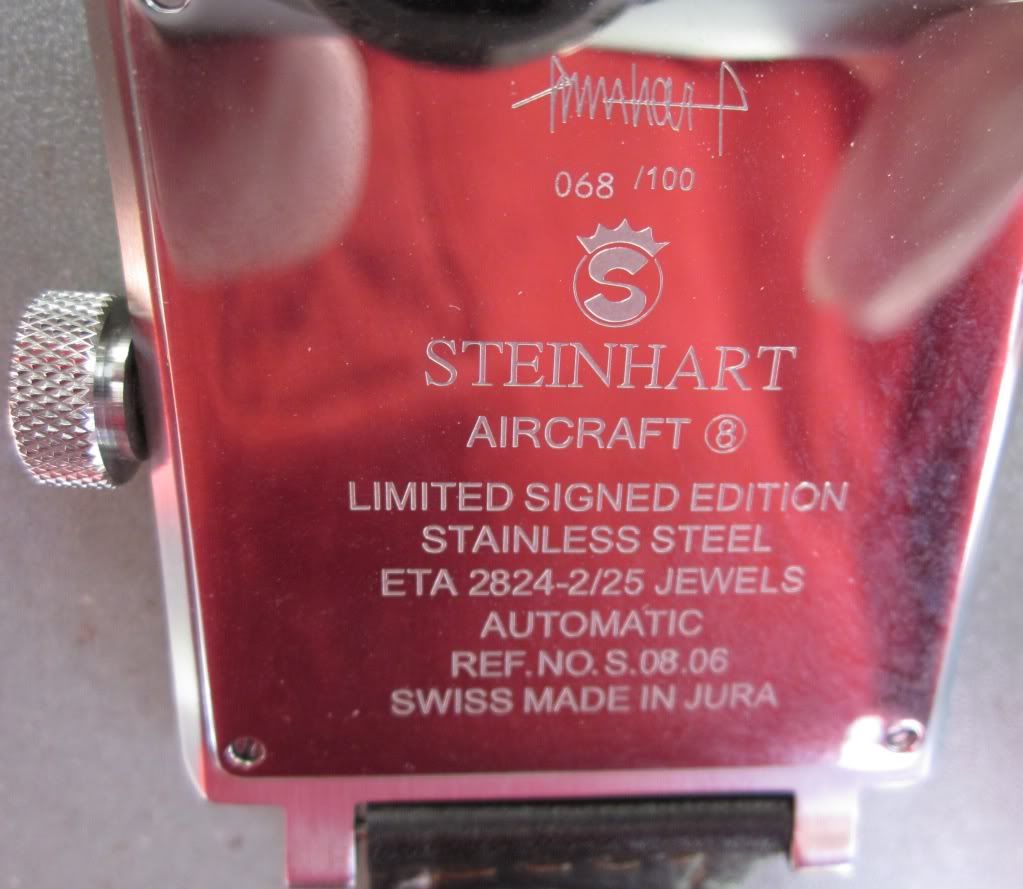 068 /100
S
STEINHART
AIRCRAFT ⑧
LIMITED SIGNED EDITION
STAINLESS STEEL
ETA 2824-2/25 JEWELS
AUTOMATIC
REF.NO.S.08.06
SWISS MADE IN JURA